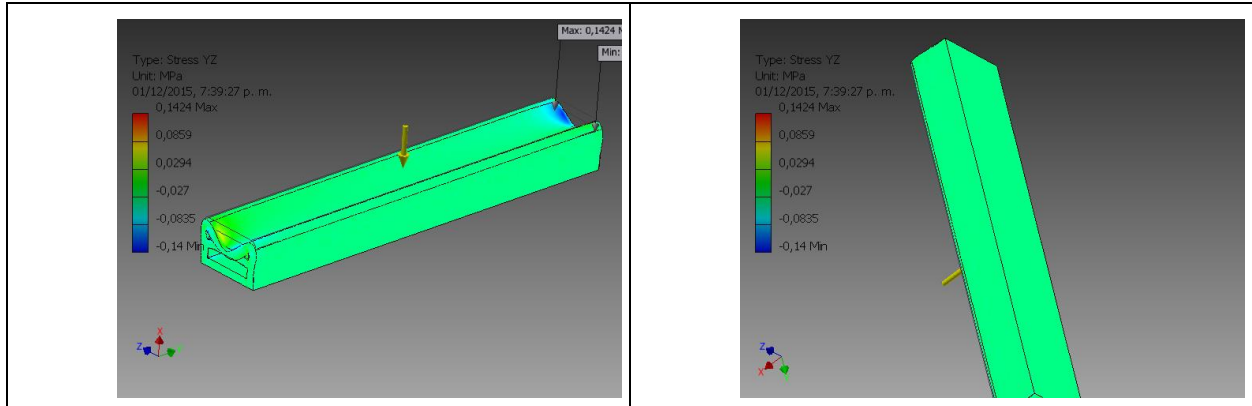 Max: 0,1424 M
Min:
Type: Stress YZ
Unit: MPa
01/12/2015, 7:39:27 p. m.
0,1424 Max
0,0859
0,0294
-0,027
-0,0835
-0,14 Min
X
Z
Type: Stress YZ
Unit: MPa
01/12/2015, 7:39:27 p. m.
0,1424 Max
0,0859
0,0294
-0,027
-0,0835
-0,14 Min
Z
X